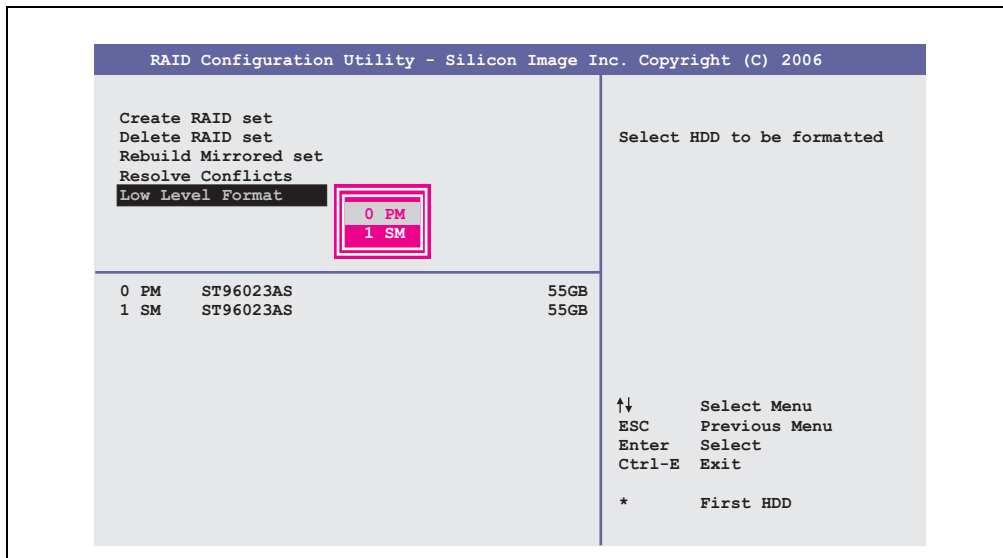 RAID Configuration Utility - Silicon Image Inc. Copyright (C) 2006
Create RAID set
Delete RAID set
Rebuild Mirrored set
Resolve Conflicts
Low Level Format
0 PM
1 SM
Select HDD to be formatted
0 PM ST96023AS 55GB
1 SM ST96023AS 55GB
↑↓ Select Menu
ESC Previous Menu
Enter Select
Ctrl-E Exit
* First HDD